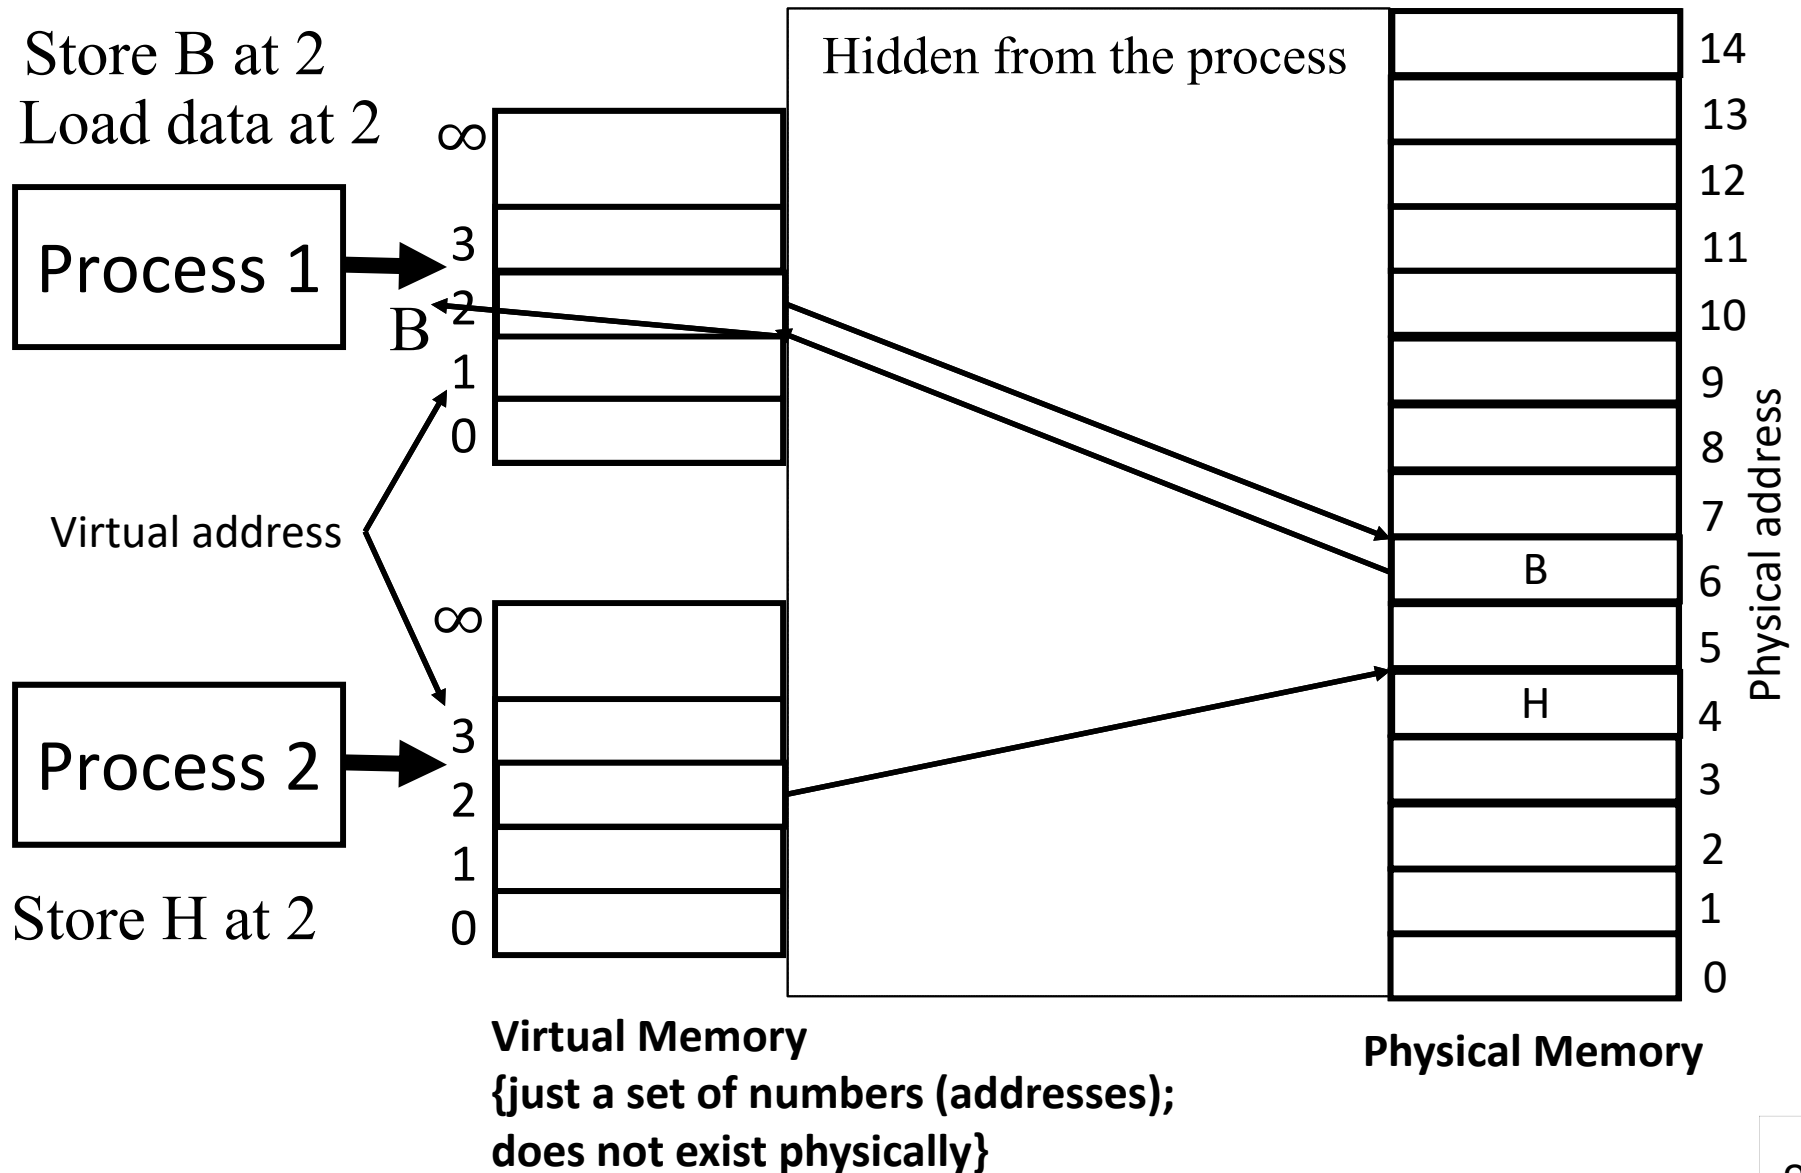 Store B at 2
Load data at 2
Hidden from the process
∞
3
2
1
0
Process 1
B
Virtual address
∞
3
2
1
0
Process 2
Store H at 2
14
13
12
11
10
9
8
7
6
5
4
3
2
1
0
B
H
Physical address
Virtual Memory
{just a set of numbers (addresses);
does not exist physically}
Physical Memory